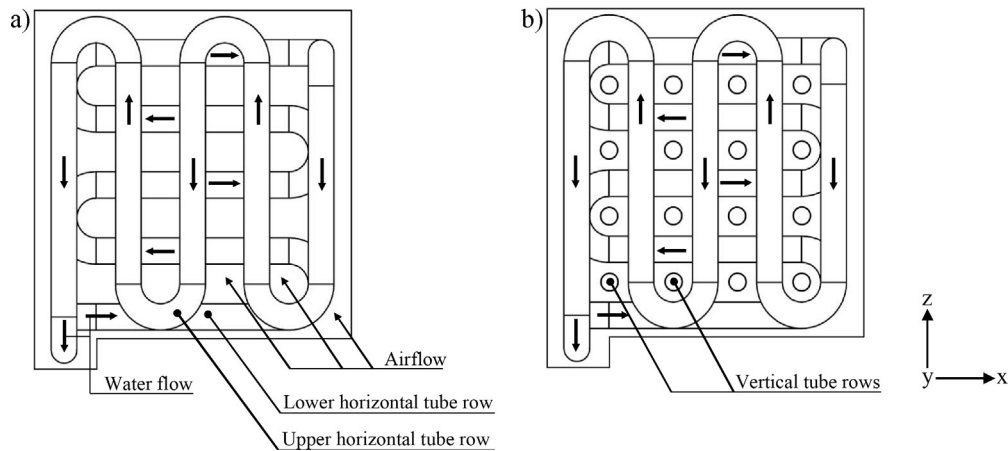 a)
b)
Airflow
Water flow
Lower horizontal tube row
Upper horizontal tube row
Vertical tube rows
z
y
x